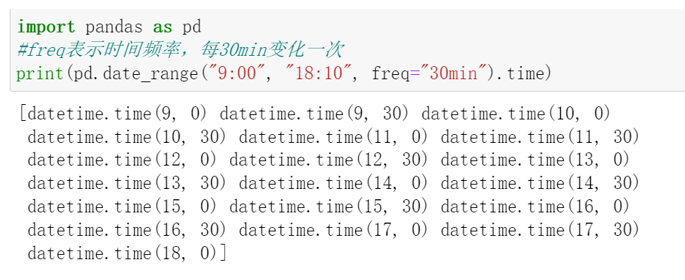 import pandas as pd
#freq表示时间频率，每30min变化一次
print(pd.date_range("9:00", "18:10", freq="30min").time)
[datetime.time(9, 0) datetime.time(9, 30) datetime.time(10, 0)
datetime.time(10, 30) datetime.time(11, 0) datetime.time(11, 30)
datetime.time(12, 0) datetime.time(12, 30) datetime.time(13, 0)
datetime.time(13, 30) datetime.time(14, 0) datetime.time(14, 30)
datetime.time(15, 0) datetime.time(15, 30) datetime.time(16, 0)
datetime.time(16, 30) datetime.time(17, 0) datetime.time(17, 30)
datetime.time(18, 0)]